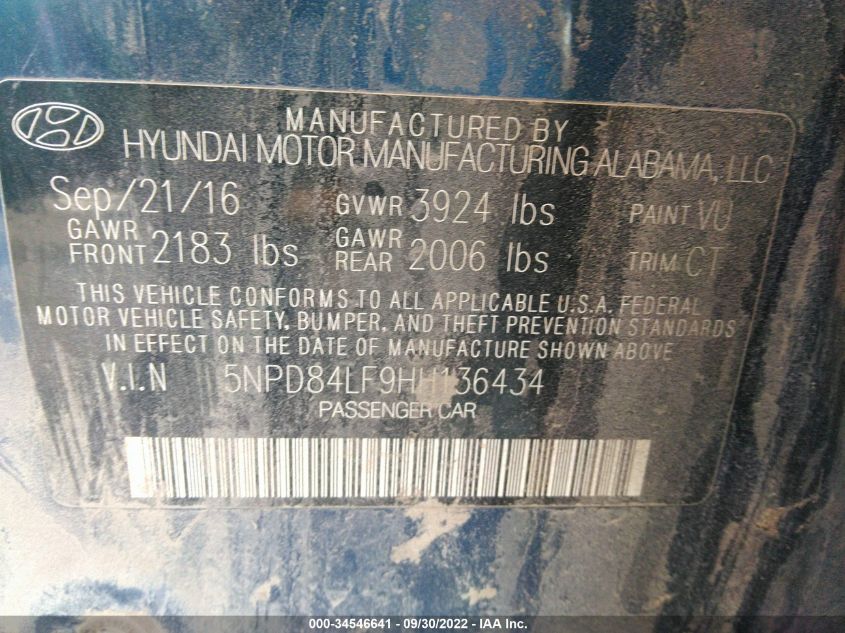 MANUFACTURED BY
HYUNDAI MOTOR MANUFACTURING ALABAMA, LLC
Sep/21/16 GVWR 3924 lbs PAINT VU
GAWR FRONT 2183 lbs GAWR REAR 2006 lbs TRIM CT
THIS VEHICLE CONFORMS TO ALL APPLICABLE U.S.A. FEDERAL
MOTOR VEHICLE SAFETY, BUMPER, AND THEFT PREVENTION STANDARDS
IN EFFECT ON THE DATE OF MANUFACTURE SHOWN ABOVE
V.I.N 5NPD84LF9HH136434
PASSENGER CAR
000-34546641 - 09/30/2022 - IAA Inc.